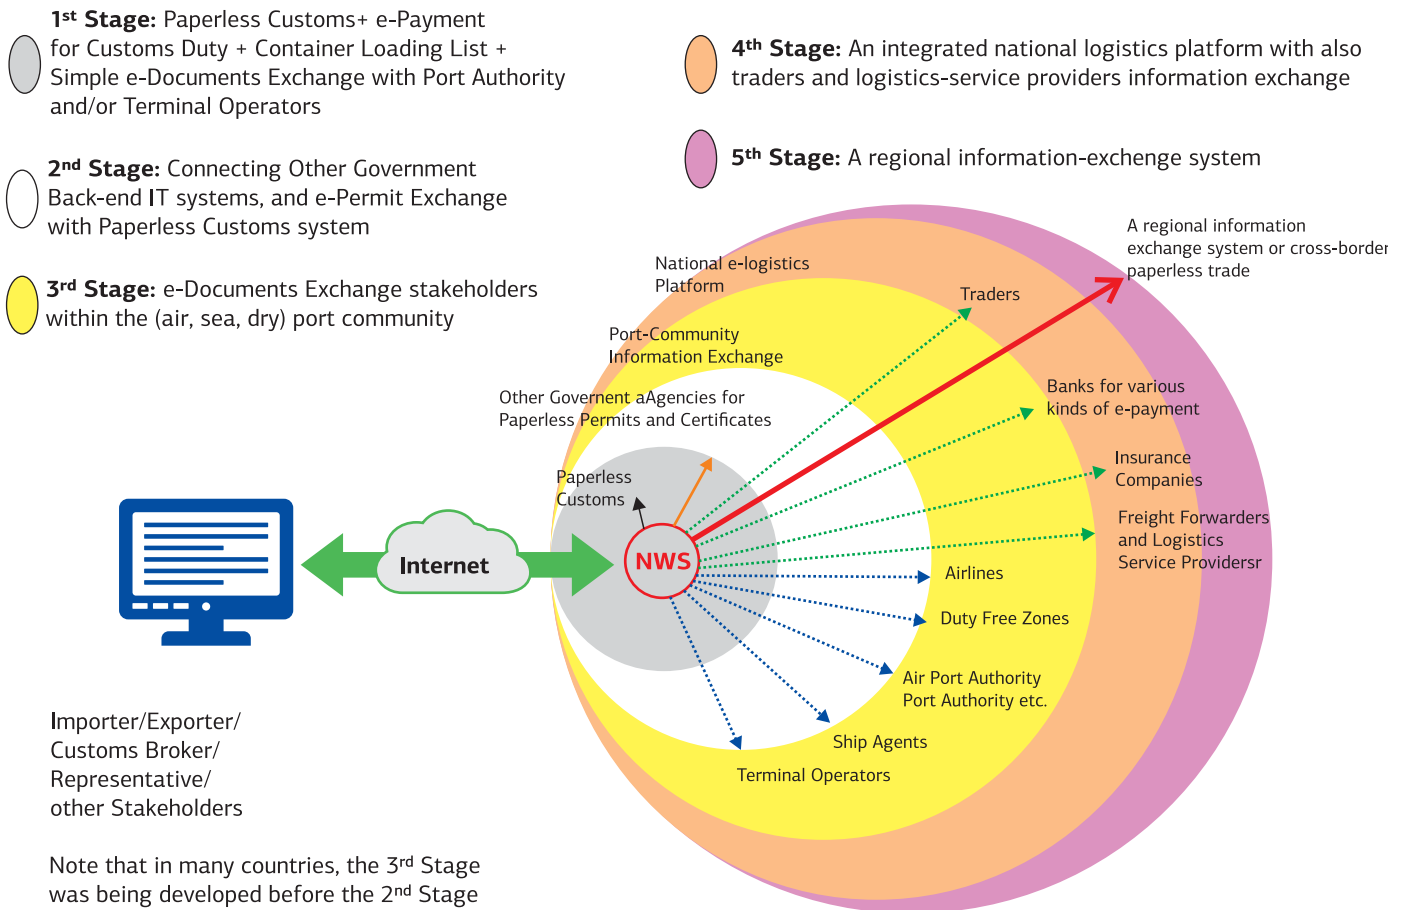 1st Stage: Paperless Customs+ e-Payment
for Customs Duty + Container Loading List +
Simple e-Documents Exchange with Port Authority
and/or Terminal Operators
2nd Stage: Connecting Other Government
Back-end IT systems, and e-Permit Exchange
with Paperless Customs system
3rd Stage: e-Documents Exchange stakeholders
within the (air, sea, dry) port community
4th Stage: An integrated national logistics platform with also
traders and logistics-service providers information exchange
5th Stage: A regional information-exchenge system
A regional information
exchange system or cross-border
paperless trade
National e-logistics
Platform
Traders
Port-Community
Information Exchange
Other Governent aAgencies for
Paperless Permits and Certificates
Banks for various
kinds of e-payment
Insurance
Companies
Paperless
Customs
Freight Forwarders
and Logistics
Service Providersr
Internet
NWS
Airlines
Duty Free Zones
Air Port Authority
Port Authority etc.
Ship Agents
Terminal Operators
Importer/Exporter/
Customs Broker/
Representative/
other Stakeholders
Note that in many countries, the 3rd Stage
was being developed before the 2nd Stage